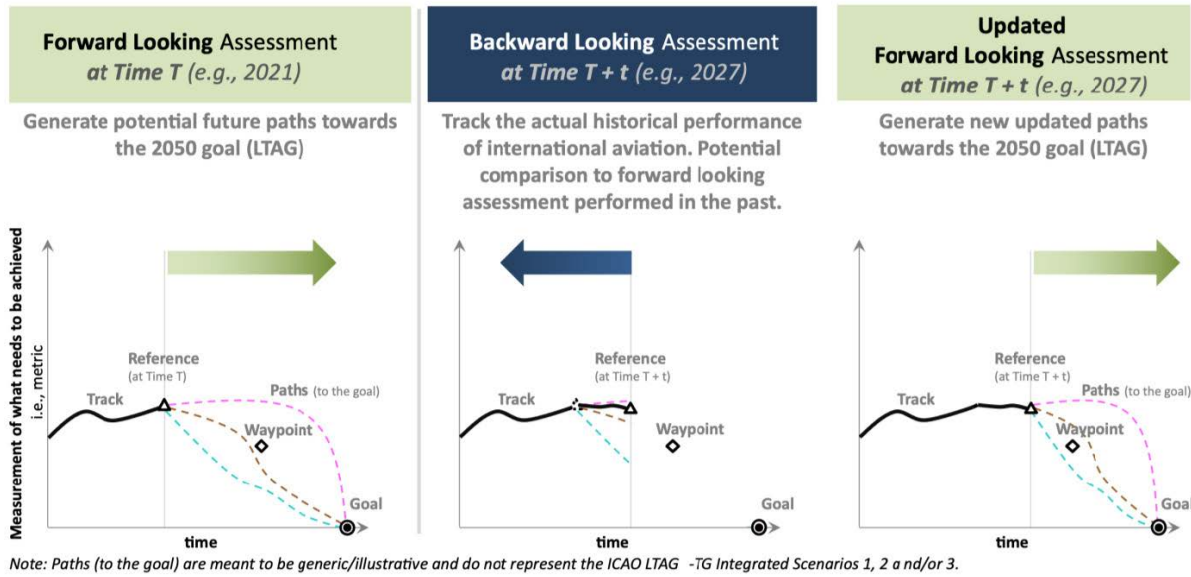 Forward Looking Assessment
at Time T (e.g., 2021)
Generate potential future paths towards
the 2050 goal (LTAG)
Measurement of what needs to be achieved
i.e., metric
Reference
(at Time T)
Track
Paths (to the goal)
Waypoint
Goal
time
Backward Looking Assessment
at Time T + t (e.g., 2027)
Track the actual historical performance
of international aviation. Potential
comparison to forward looking
assessment performed in the past.
Reference
(at Time T + t)
Track
Waypoint
Goal
time
Updated
Forward Looking Assessment
at Time T + t (e.g., 2027)
Generate new updated paths
towards the 2050 goal (LTAG)
Reference
(at Time T + t)
Track
Paths (to the goal)
Waypoint
Goal
time
Note: Paths (to the goal) are meant to be generic/illustrative and do not represent the ICAO LTAG -TG Integrated Scenarios 1, 2 a nd/or 3.